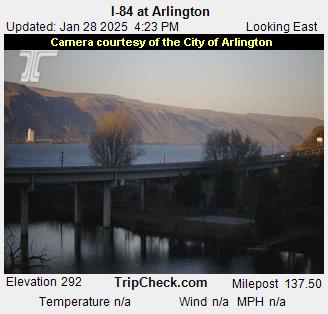 I-84 at Arlington
Updated: Jan 28 2025 4:23 PM Looking East
Camera courtesy of the City of Arlington
Elevation 292 TripCheck.com Milepost 137.50
Temperature n/a Wind n/a MPH n/a